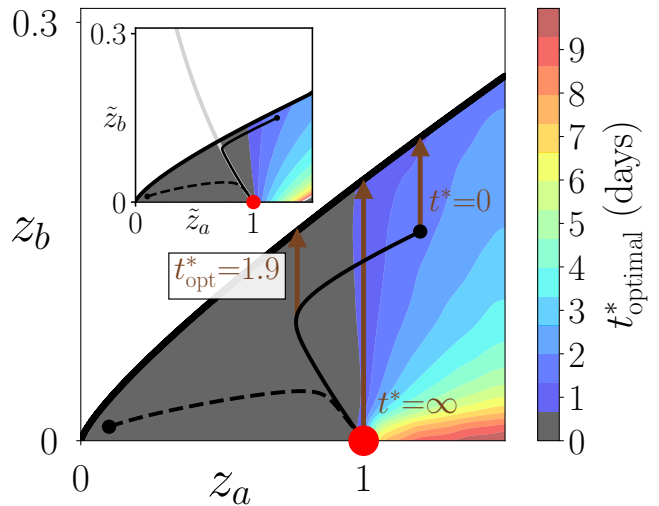 0.3
0.3
z̃_b
0
z̃_a
1
z_b
t*=0
t*_opt=1.9
t*=∞
0
0
z_a
1
9
8
7
6
5
4
3
2
1
0
t*_optimal (days)